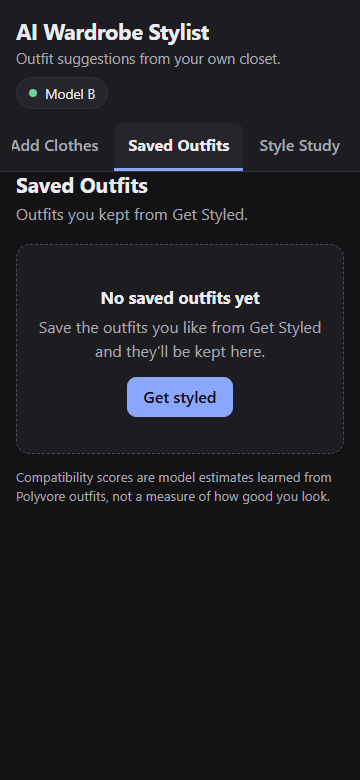 AI Wardrobe Stylist
Outfit suggestions from your own closet.
Model B
Add Clothes
Saved Outfits
Style Study
Saved Outfits
Outfits you kept from Get Styled.
No saved outfits yet
Save the outfits you like from Get Styled
and they'll be kept here.
Get styled
Compatibility scores are model estimates learned from
Polyvore outfits, not a measure of how good you look.